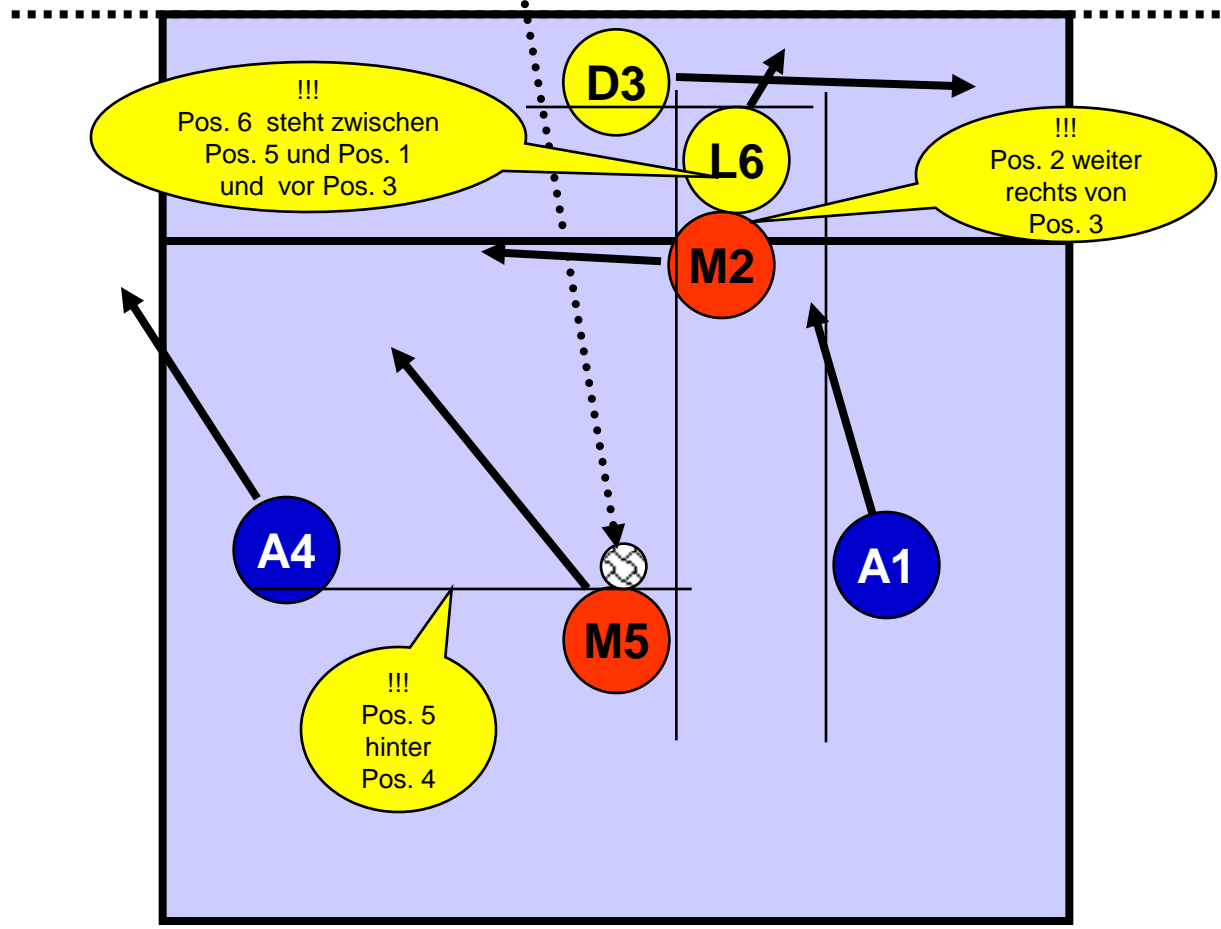 D3
!!!
Pos. 6 steht zwischen
Pos. 5 und Pos. 1
und vor Pos. 3
L6
!!!
Pos. 2 weiter
rechts von
Pos. 3
M2
A4
A1
M5
!!!
Pos. 5
hinter
Pos. 4